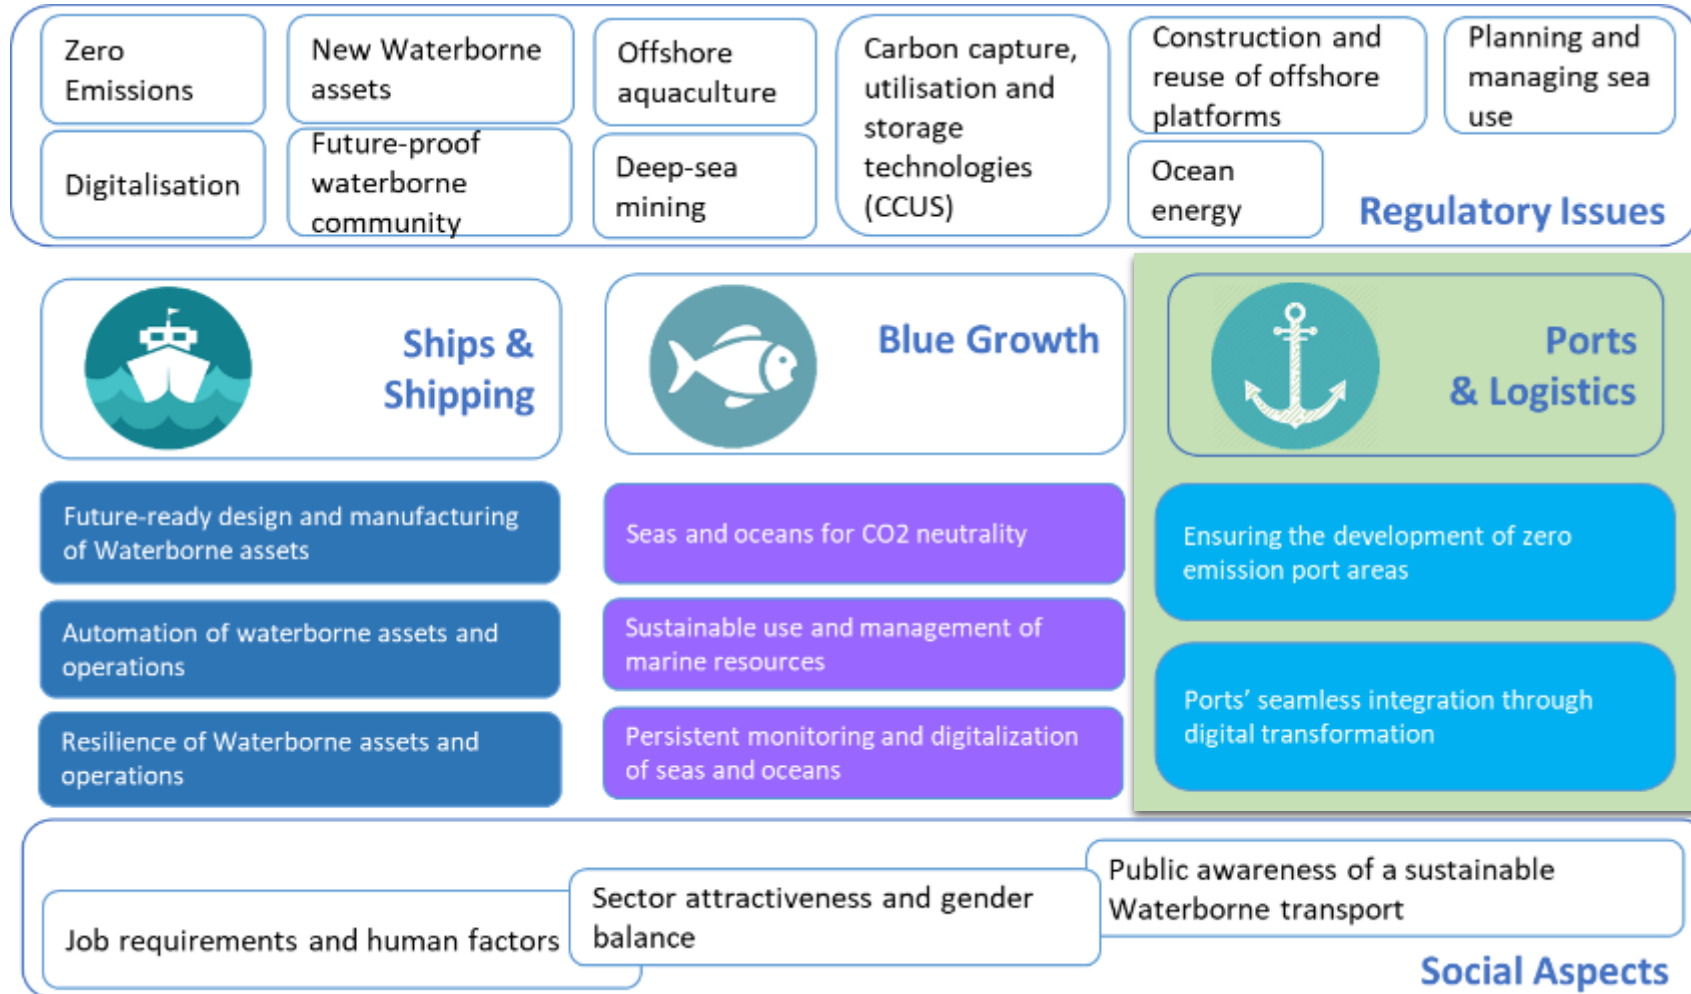 Zero
Emissions
New Waterborne
assets
Offshore
aquaculture
Carbon capture,
utilisation and
storage
technologies
(CCUS)
Construction and
reuse of offshore
platforms
Planning and
managing sea
use
Digitalisation
Future-proof
waterborne
community
Deep-sea
mining
Ocean
energy
Regulatory Issues
Ships &
Shipping
Blue Growth
Ports
& Logistics
Future-ready design and manufacturing
of Waterborne assets
Automation of waterborne assets and
operations
Resilience of Waterborne assets and
operations
Seas and oceans for CO2 neutrality
Sustainable use and management of
marine resources
Persistent monitoring and digitalization
of seas and oceans
Ensuring the development of zero
emission port areas
Ports’ seamless integration through
digital transformation
Job requirements and human factors
Sector attractiveness and gender
balance
Public awareness of a sustainable
Waterborne transport
Social Aspects